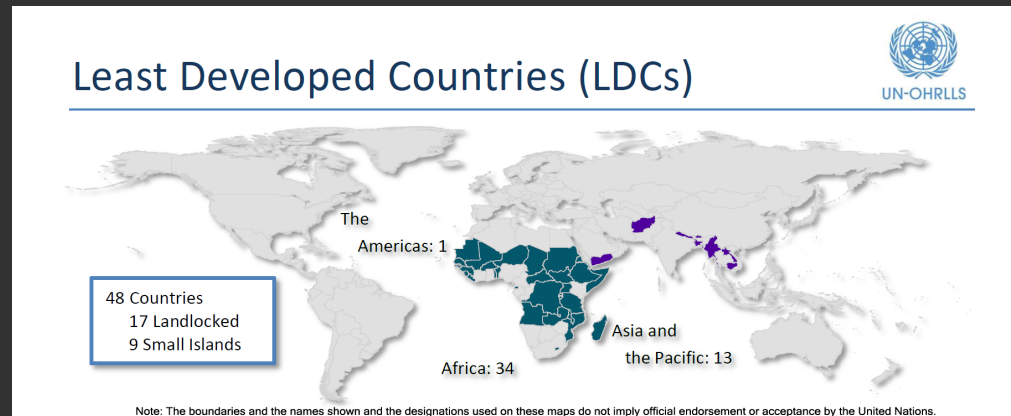 Least Developed Countries (LDCs)
UN-OHRLLS
The
Americas: 1
48 Countries
17 Landlocked
9 Small Islands
Africa: 34
Asia and
the Pacific: 13
Note: The boundaries and the names shown and the designations used on these maps do not imply official endorsement or acceptance by the United Nations.